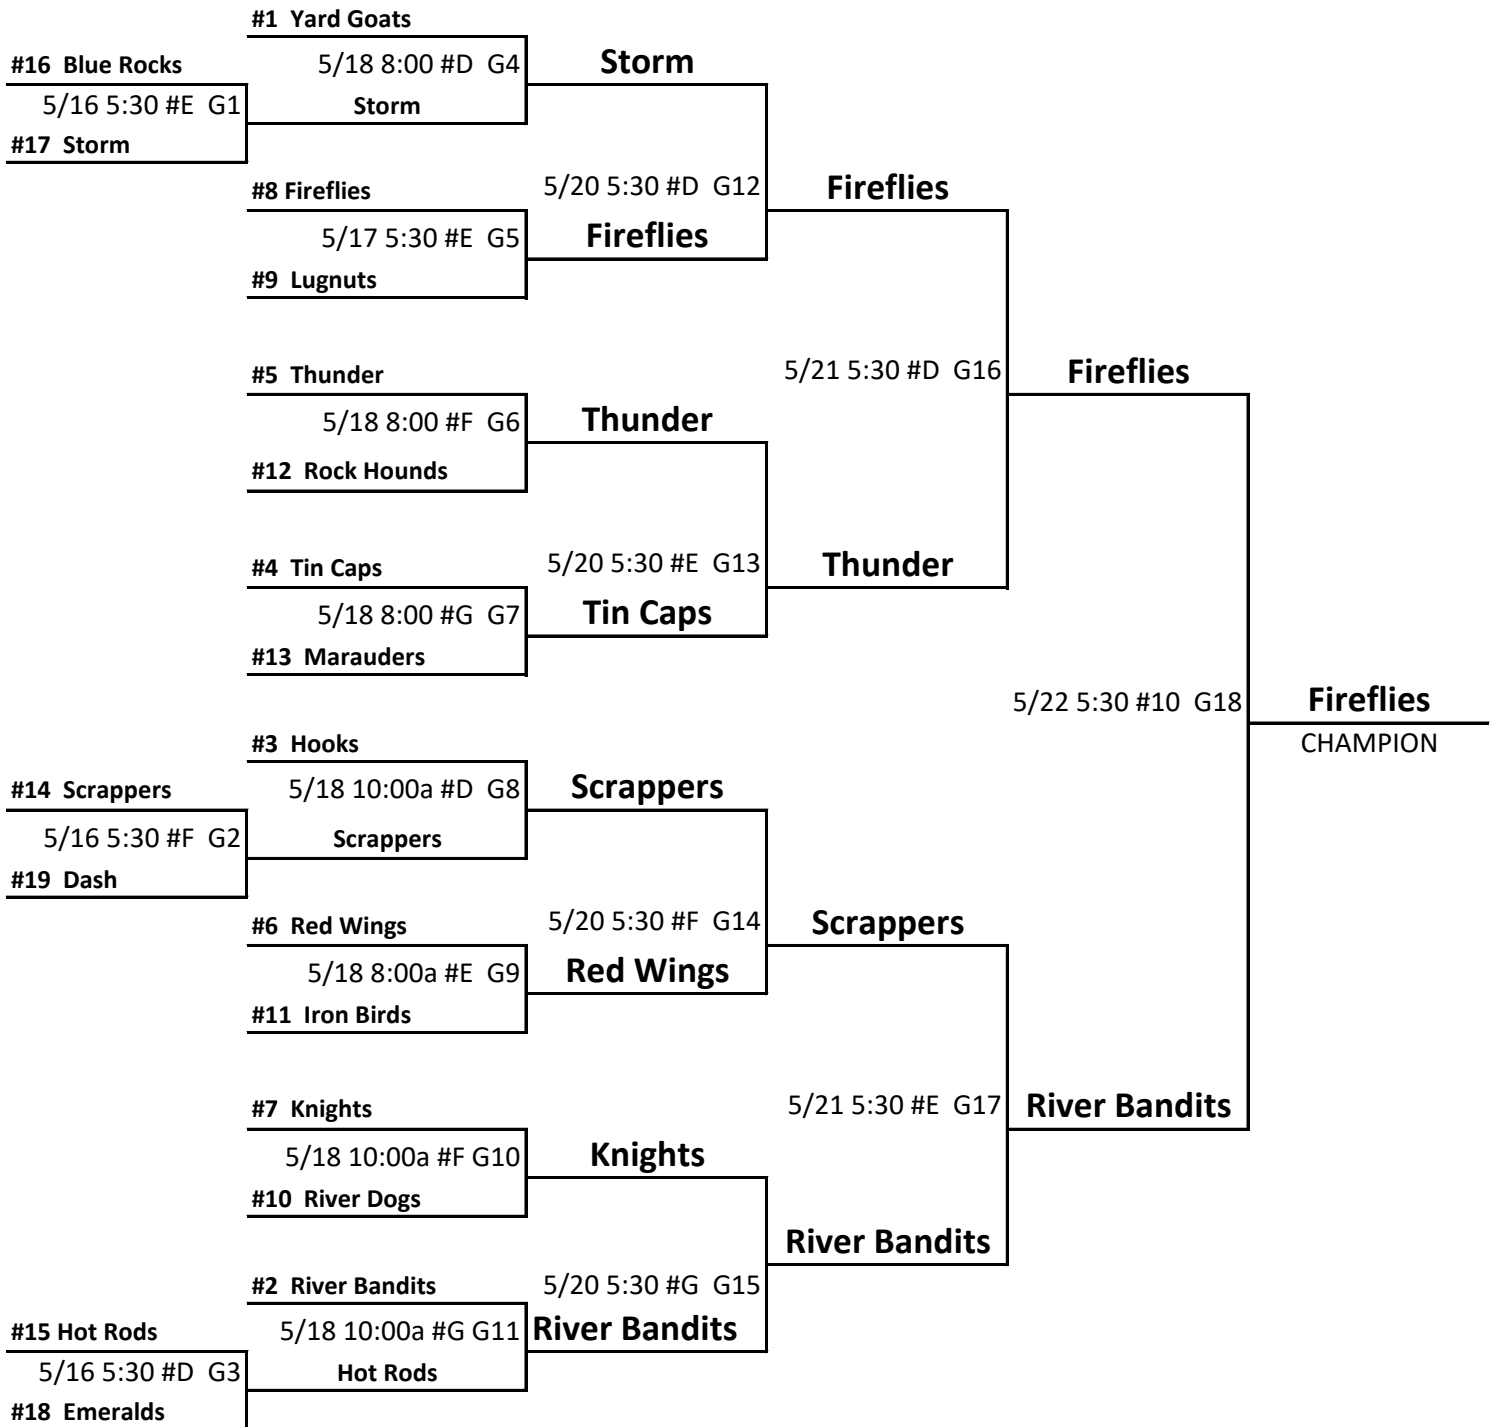 #1  Yard Goats
#16  Blue Rocks
5/18 8:00 #D  G4
Storm
5/16 5:30 #E  G1
Storm
#17  Storm
#8 Fireflies
5/20 5:30 #D  G12
Fireflies
5/17 5:30 #E  G5
Fireflies
#9  Lugnuts
#5  Thunder
5/21 5:30 #D  G16
Fireflies
5/18 8:00 #F  G6
Thunder
#12  Rock Hounds
#4  Tin Caps
5/20 5:30 #E  G13
Thunder
5/18 8:00 #G  G7
Tin Caps
#13  Marauders
5/22 5:30 #10  G18
Fireflies
CHAMPION
#3  Hooks
#14  Scrappers
5/18 10:00a #D  G8
Scrappers
5/16 5:30 #F  G2
Scrappers
#19  Dash
#6  Red Wings
5/20 5:30 #F  G14
Scrappers
5/18 8:00a #E  G9
Red Wings
#11  Iron Birds
#7  Knights
5/21 5:30 #E  G17
River Bandits
5/18 10:00a #F G10
Knights
#10  River Dogs
River Bandits
#2  River Bandits
5/20 5:30 #G  G15
#15 Hot Rods
5/18 10:00a #G G11
River Bandits
5/16 5:30 #D  G3
Hot Rods
#18  Emeralds